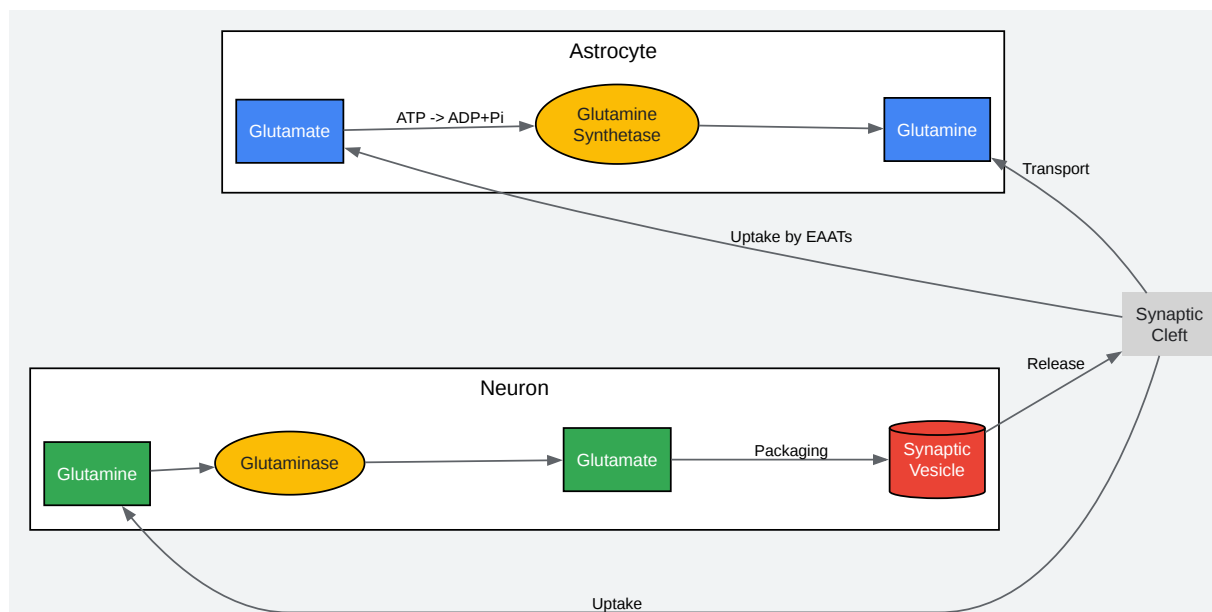 Astrocyte
Glutamate
ATP -> ADP+Pi
Glutamine
Synthetase
Glutamine
Transport
Uptake by EAATs
Synaptic
Cleft
Release
Neuron
Glutamine
Glutaminase
Glutamate
Packaging
Synaptic
Vesicle
Uptake